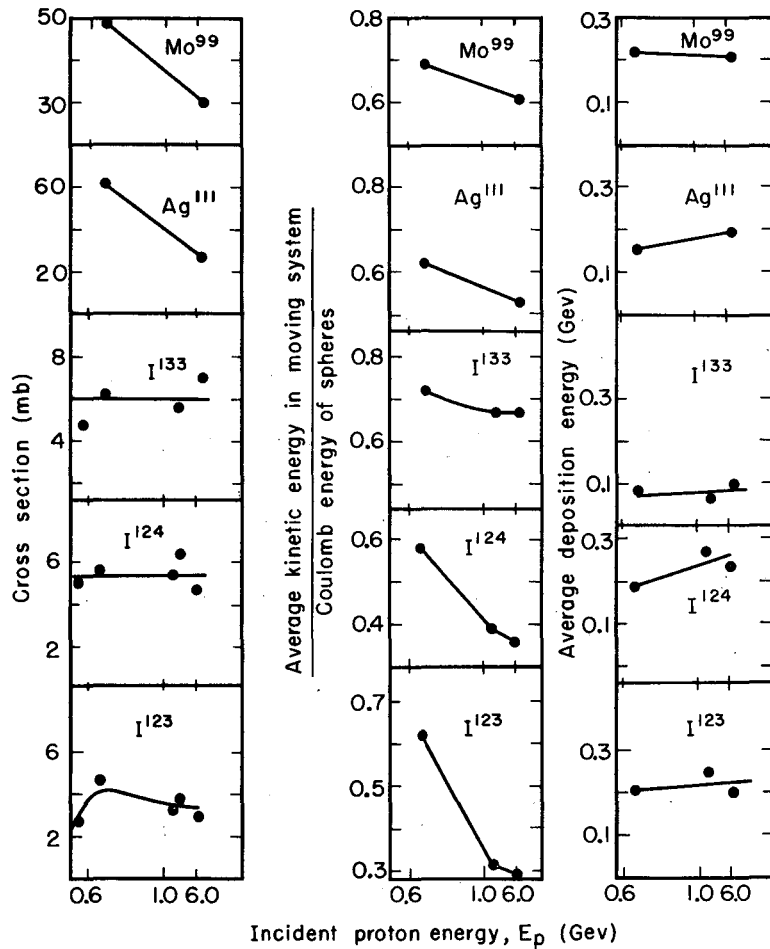 50
30
Mo⁹⁹
60
20
Ag¹¹¹
8
4
I¹³³
6
2
I¹²⁴
6
4
2
I¹²³
0.6
1.0
6.0
Cross section (mb)
Average kinetic energy in moving system
Coulomb energy of spheres
0.8
0.6
Mo⁹⁹
0.8
0.6
Ag¹¹¹
0.8
0.7
I¹³³
0.6
0.4
I¹²⁴
0.7
0.5
0.3
I¹²³
0.6
1.0
6.0
Average deposition energy (Gev)
0.3
0.1
Mo⁹⁹
0.3
0.1
Ag¹¹¹
0.3
0.1
I¹³³
0.3
0.1
I¹²⁴
0.3
0.1
I¹²³
0.6
1.0
6.0
Incident proton energy, Eₚ (Gev)